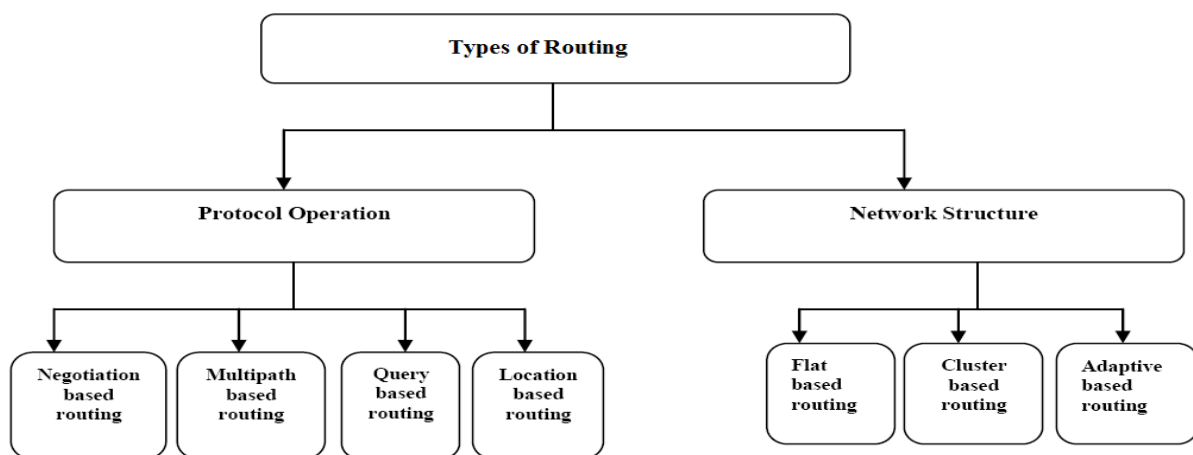 Types of Routing
Protocol Operation
Network Structure
Negotiation
based
routing
Multipath
based
routing
Query
based
routing
Location
based
routing
Flat
based
routing
Cluster
based
routing
Adaptive
based
routing